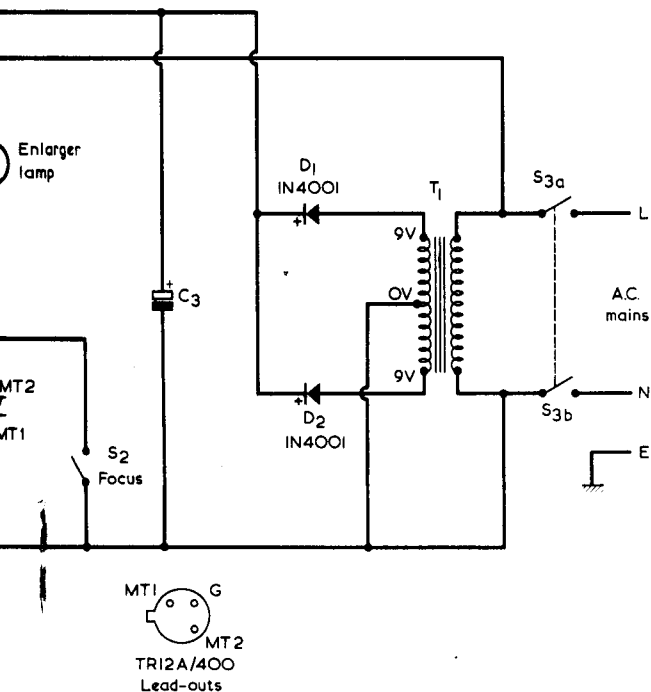 Enlarger
lamp
D1
1N4001
T1
S3a
L
9V
+
+
C3
0V
A.C.
mains
9V
N
MT2
MT1
+
D2
1N4001
S3b
S2
Focus
E
MT1
G
MT2
TR12A/400
Lead-outs